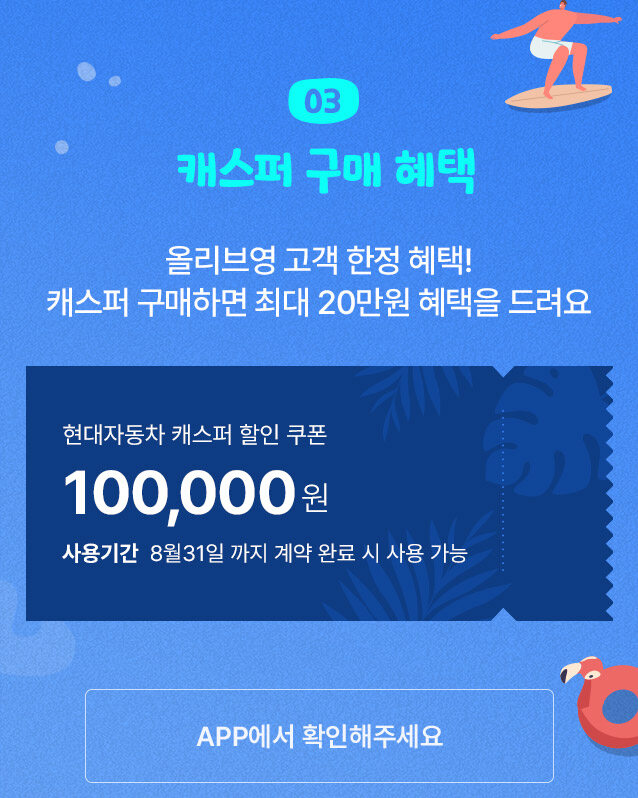 03
캐스퍼 구매 혜택
올리브영 고객 한정 혜택!
캐스퍼 구매하면 최대 20만원 혜택을 드려요
현대자동차 캐스퍼 할인 쿠폰
100,000원
사용기간 8월31일 까지 계약 완료 시 사용 가능
APP에서 확인해주세요